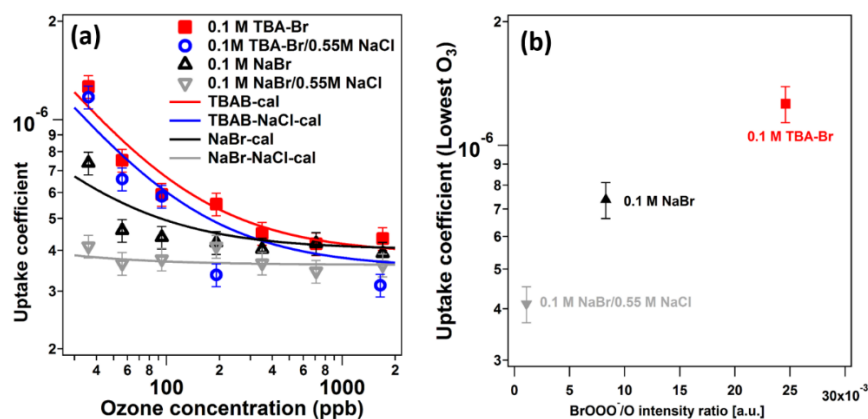 (a)
0.1 M TBA-Br
0.1M TBA-Br/0.55M NaCl
0.1 M NaBr
0.1 M NaBr/0.55M NaCl
TBAB-cal
TBAB-NaCl-cal
NaBr-cal
NaBr-NaCl-cal
Uptake coefficient
2
10⁻⁶
9
8
7
6
5
4
3
2
4 6 8 100 2 4 6 8 1000 2
Ozone concentration (ppb)
(b)
0.1 M TBA-Br
0.1 M NaBr
0.1 M NaBr/0.55 M NaCl
Uptake coefficient (Lowest O₃)
2
10⁻⁶
9
8
7
6
5
4
3
0 5 10 15 20 25 30x10⁻³
BrOOO⁻/O intensity ratio [a.u.]